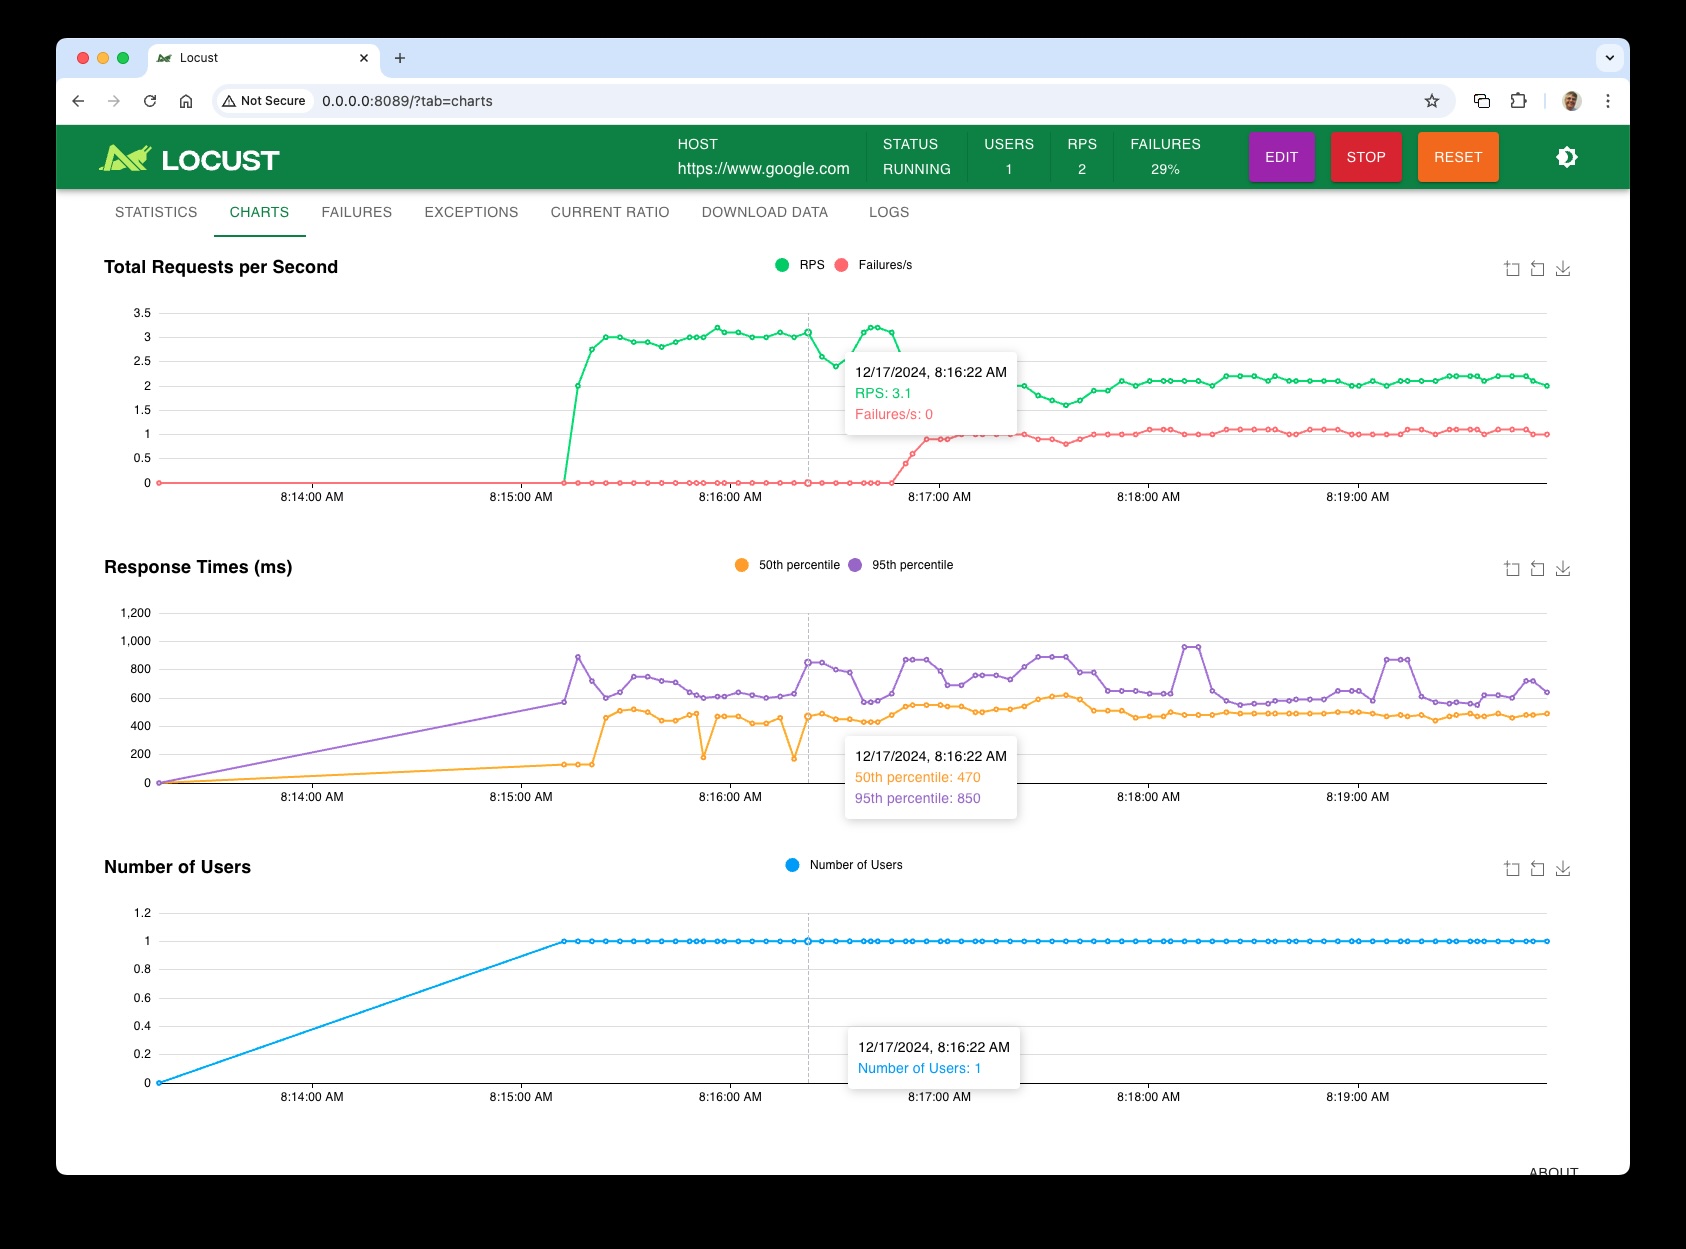 Locust
Not Secure 0.0.0.0:8089/?tab=charts
LOCUST
HOST
https://www.google.com
STATUS
RUNNING
USERS
1
RPS
2
FAILURES
29%
EDIT
STOP
RESET
STATISTICS CHARTS FAILURES EXCEPTIONS CURRENT RATIO DOWNLOAD DATA LOGS
Total Requests per Second
RPS Failures/s
3.5
3
2.5
2
1.5
1
0.5
0
12/17/2024, 8:16:22 AM
RPS: 3.1
Failures/s: 0
8:14:00 AM 8:15:00 AM 8:16:00 AM 8:17:00 AM 8:18:00 AM 8:19:00 AM
Response Times (ms)
50th percentile 95th percentile
1,200
1,000
800
600
400
200
0
12/17/2024, 8:16:22 AM
50th percentile: 470
95th percentile: 850
8:14:00 AM 8:15:00 AM 8:16:00 AM 8:18:00 AM 8:19:00 AM
Number of Users
Number of Users
1.2
1
0.8
0.6
0.4
0.2
0
12/17/2024, 8:16:22 AM
Number of Users: 1
8:14:00 AM 8:15:00 AM 8:16:00 AM 8:17:00 AM 8:18:00 AM 8:19:00 AM
ABOUT